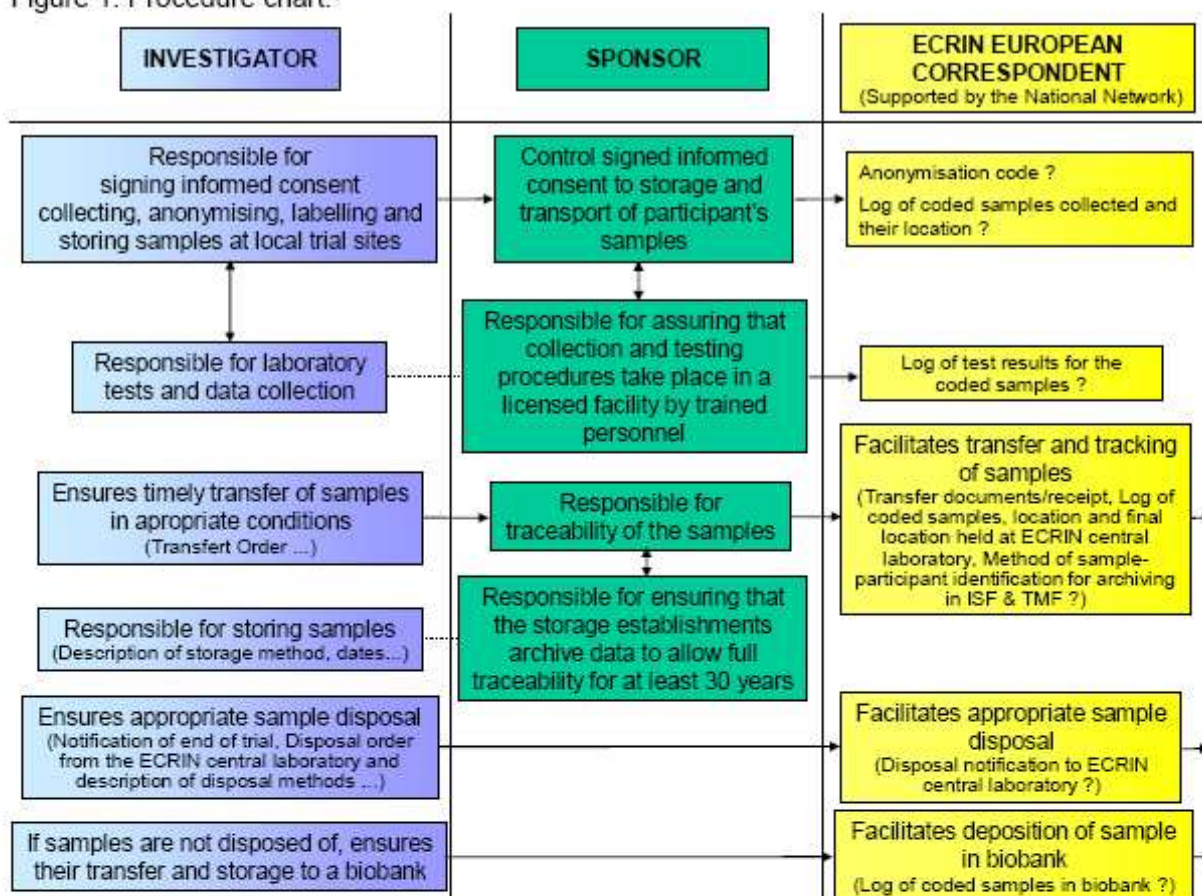 Figure 1. Procedure chart.
INVESTIGATOR
SPONSOR
ECRIN EUROPEAN
CORRESPONDENT
(Supported by the National Network)
Responsible for
signing informed consent
collecting, anonymising, labelling and
storing samples at local trial sites
Control signed informed
consent to storage and
transport of participant's
samples
Anonymisation code ?
Log of coded samples collected and
their location ?
Responsible for laboratory
tests and data collection
Responsible for assuring that
collection and testing
procedures take place in a
licensed facility by trained
personnel
Log of test results for the
coded samples ?
Ensures timely transfer of samples
in apropriate conditions
(Transfert Order ...)
Responsible for
traceability of the samples
Facilitates transfer and tracking
of samples
(Transfer documents/receipt, Log of
coded samples, location and final
location held at ECRIN central
laboratory, Method of sample-
participant identification for archiving
in ISF & TMF ?)
Responsible for storing samples
(Description of storage method, dates...)
Responsible for ensuring that
the storage establishments
archive data to allow full
traceability for at least 30 years
Ensures appropriate sample disposal
(Notification of end of trial, Disposal order
from the ECRIN central laboratory and
description of disposal methods ...)
Facilitates appropriate sample
disposal
(Disposal notification to ECRIN
central laboratory ?)
If samples are not disposed of, ensures
their transfer and storage to a biobank
Facilitates deposition of sample
in biobank
(Log of coded samples in biobank ?)